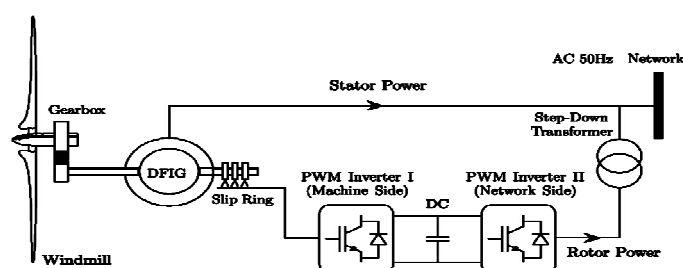 AC 50Hz Network
Stator Power
Gearbox
Step-Down
Transformer
DFIG
PWM Inverter I
(Machine Side)
PWM Inverter II
(Network Side)
Slip Ring
DC
Rotor Power
Windmill